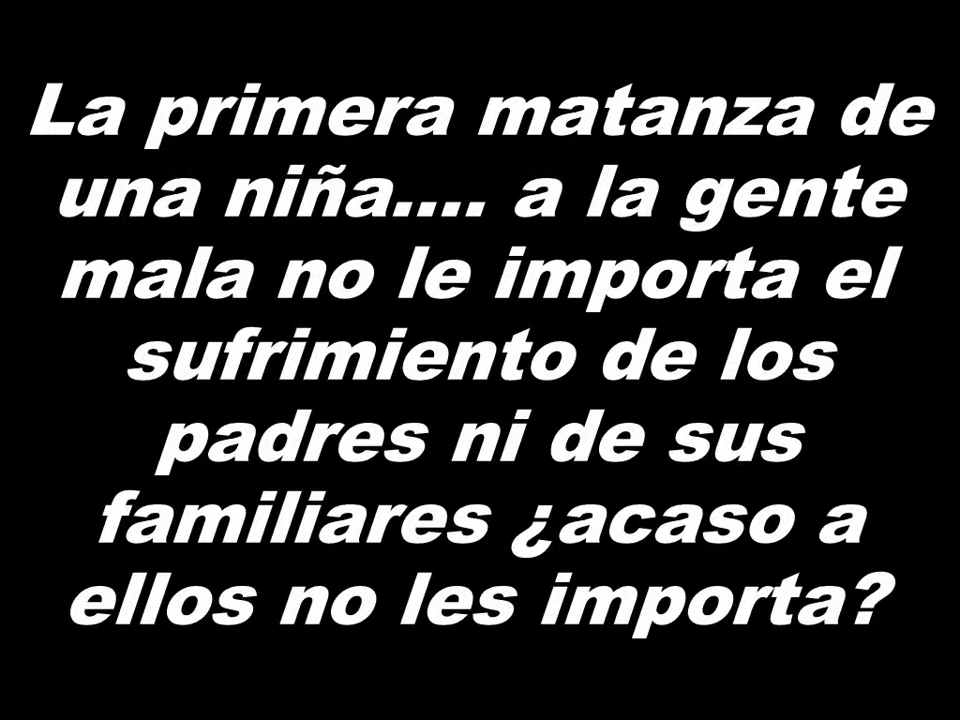 La primera matanza de
una niña.... a la gente
mala no le importa el
sufrimiento de los
padres ni de sus
familiares ¿acaso a
ellos no les importa?